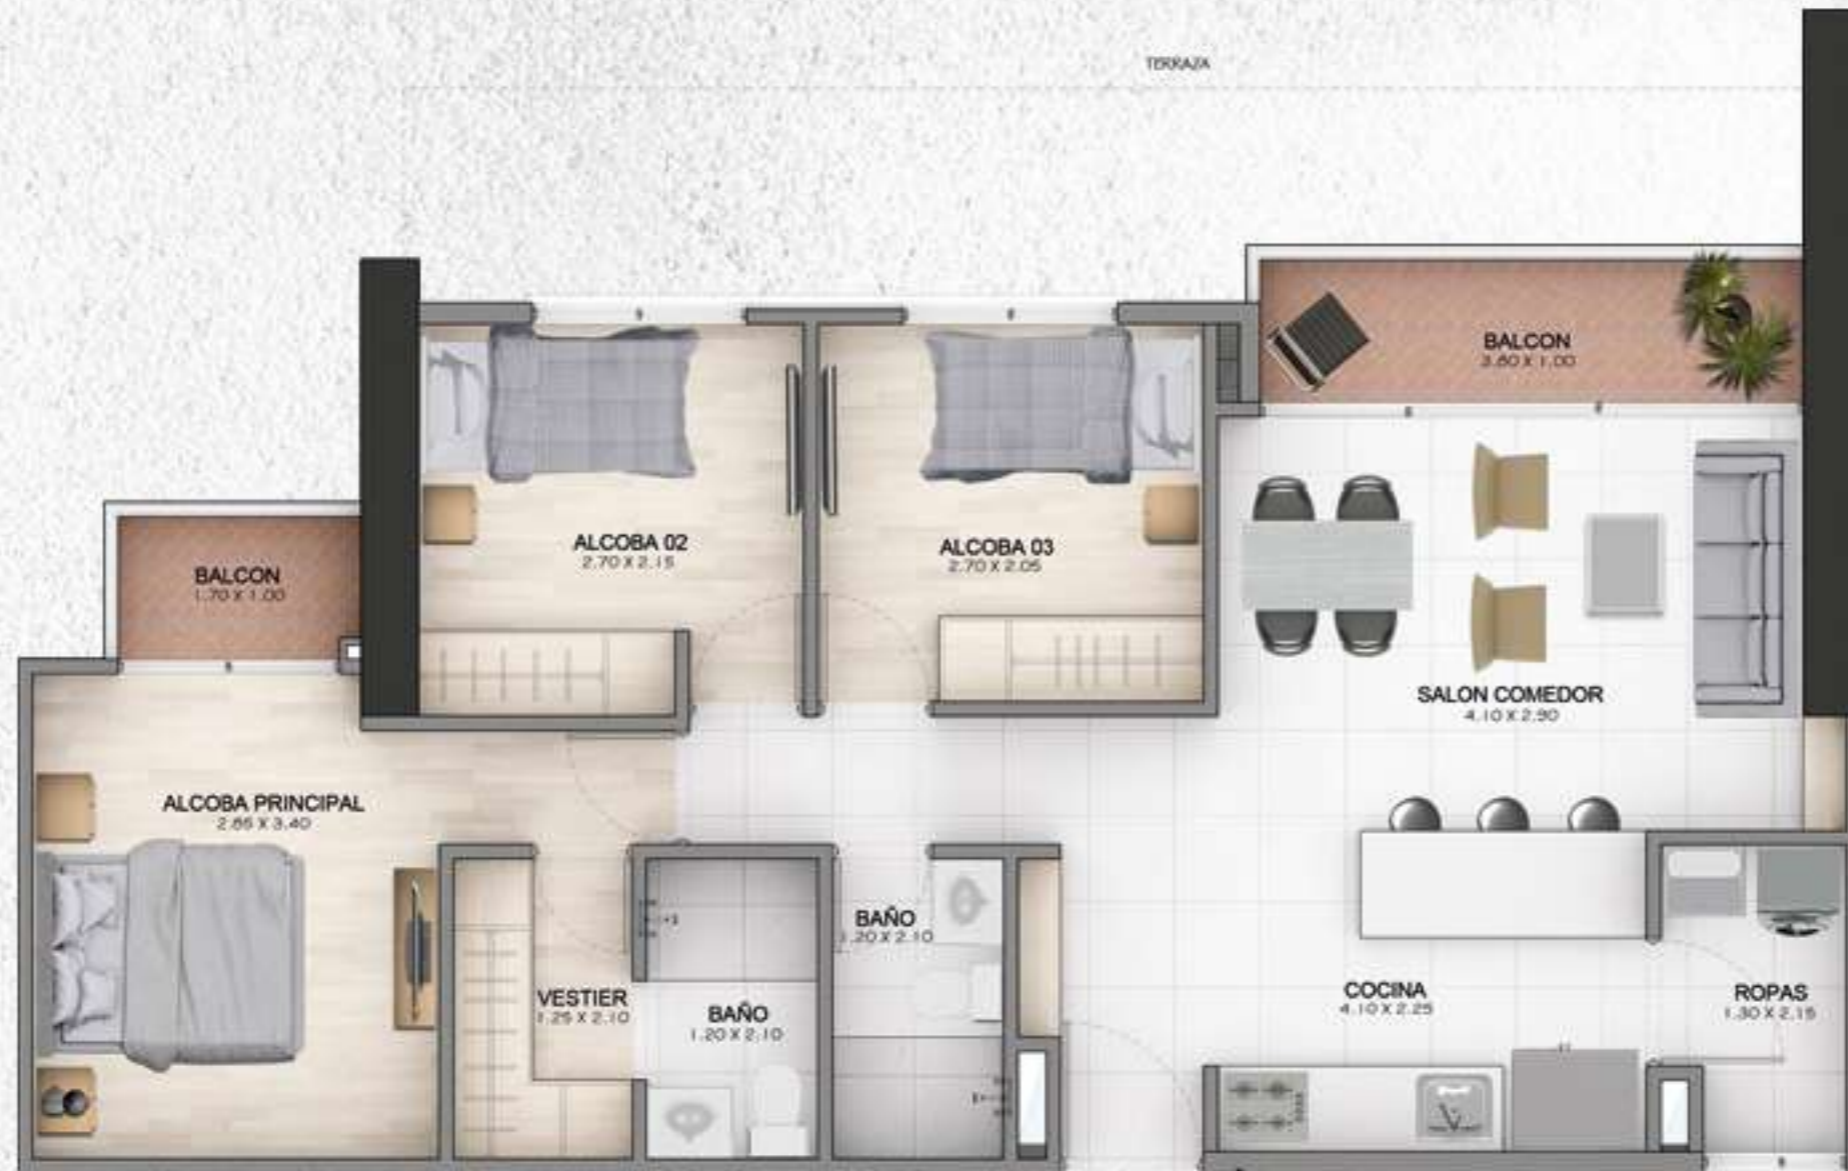 TERRAZA
BALCON
3.80 X 1.00
ALCOBA 02
2.70 X 2.15
ALCOBA 03
2.70 X 2.05
BALCON
1.70 X 1.00
SALON COMEDOR
4.10 X 2.90
ALCOBA PRINCIPAL
2.85 X 3.40
BAÑO
1.20 X 2.10
VESTIER
1.25 X 2.10
BAÑO
1.20 X 2.10
COCINA
4.10 X 2.25
ROPAS
1.30 X 2.15